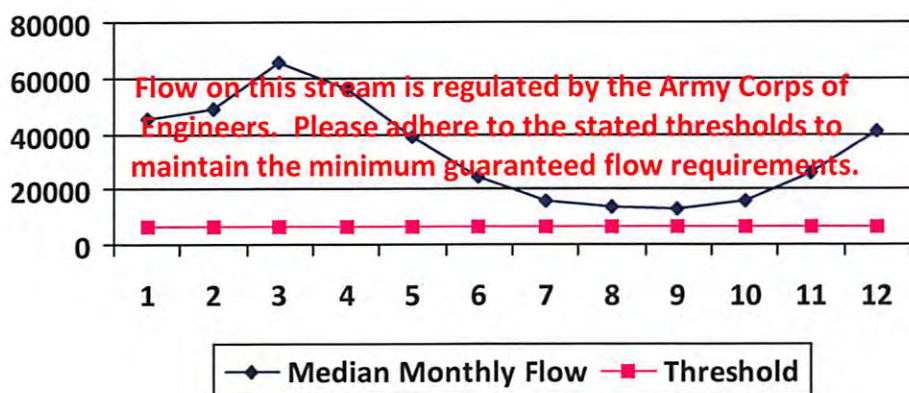 80000
60000
40000
20000
0
Flow on this stream is regulated by the Army Corps of
Engineers. Please adhere to the stated thresholds to
maintain the minimum guaranteed flow requirements.
1 2 3 4 5 6 7 8 9 10 11 12
Median Monthly Flow Threshold